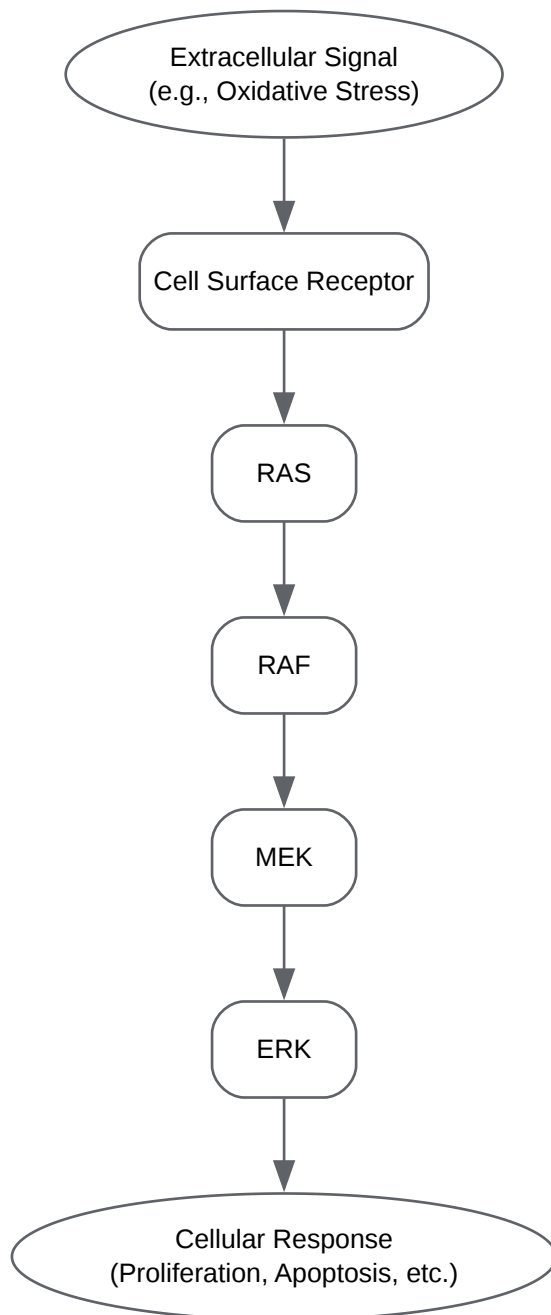 Extracellular Signal
(e.g., Oxidative Stress)
Cell Surface Receptor
RAS
RAF
MEK
ERK
Cellular Response
(Proliferation, Apoptosis, etc.)